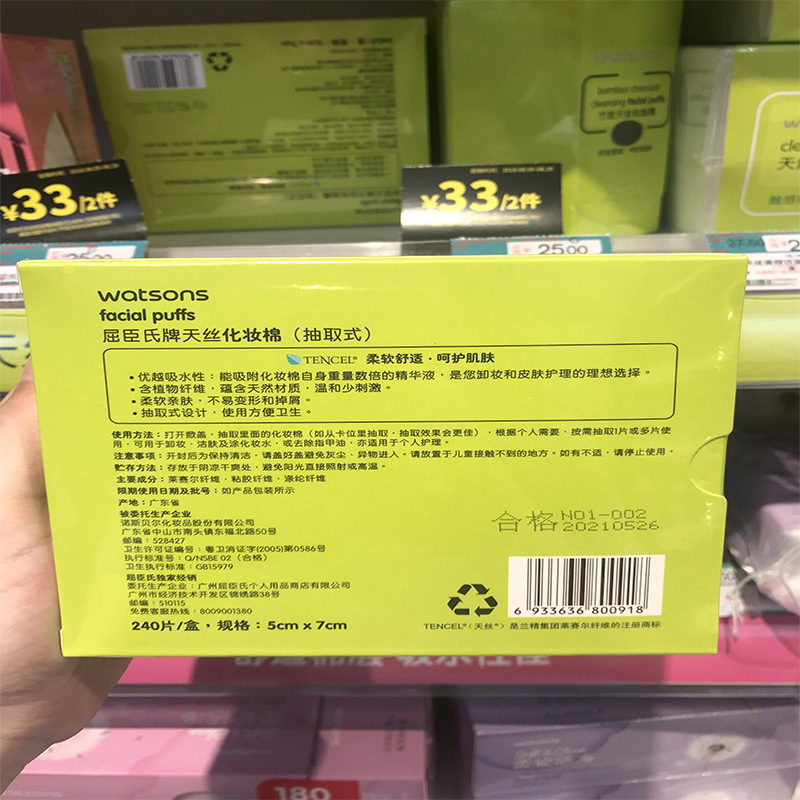 watsons
bamboo charcoal
cleansing facial puffs
¥33/2件
¥33/2件
25.00
watsons
facial puffs
屈臣氏牌天丝化妆棉（抽取式）
TENCEL® 柔软舒适·呵护肌肤
• 优越吸水性：能吸附化妆棉自身重量数倍的精华液，是您卸妆和皮肤护理的理想选择。
• 含植物纤维，蕴含天然材质，温和少刺激。
• 柔软亲肤，不易变形和掉屑。
• 抽取式设计，使用方便卫生。
使用方法：打开掀盖，抽取里面的化妆棉（如从卡位里抽取，抽取效果会更佳），根据个人需要，按需抽取1片或多片使
用，可用于卸妆、洁肤及涂化妆水，或去除指甲油，亦适用于个人护理。
注意事项：开封后为保持清洁，请盖好盖避免灰尘、异物进入。请放置于儿童接触不到的地方。如有不适，请停止使用。
贮存方法：存放于阴凉干爽处，避免阳光直接照射或高温。
主要成分：莱赛尔纤维，粘胶纤维、涤纶纤维
限期使用日期及批号：如产品包装所示
产地：广东省
被委托生产企业
诺斯贝尔化妆品股份有限公司
广东省中山市南头镇东福北路50号
邮编：528427
卫生许可证编号：粤卫消证字(2005)第0586号
执行标准号：Q/NSBE 02（合格）
卫生执行标准：GB15979
屈臣氏独家经销
委托生产企业：广州屈臣氏个人用品商店有限公司
广州市经济技术开发区锦绣路38号
邮编：510115
免费客服热线：8009001380
240片/盒，规格：5cm x 7cm
合格 N01-002
20210526
6 933636 800918
TENCEL®（天丝®）是兰精集团莱赛尔纤维的注册商标
180